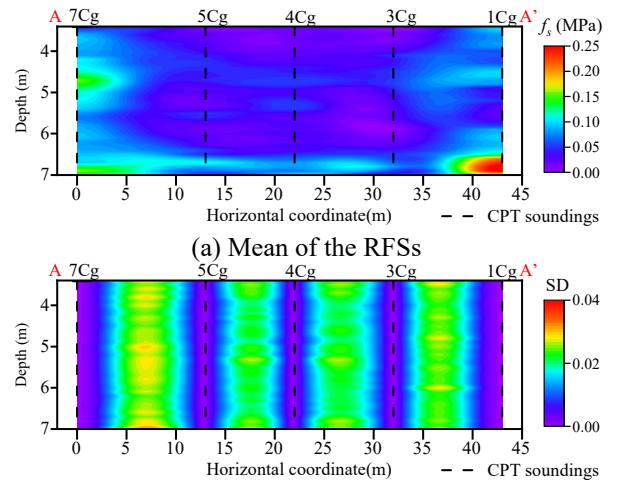 A 7Cg 5Cg 4Cg 3Cg 1Cg A’
fs (MPa)
4
5
6
7
Depth (m)
0 5 10 15 20 25 30 35 40 45
Horizontal coordinate(m)
CPT soundings
0.25
0.20
0.15
0.10
0.05
0.00
(a) Mean of the RFSs
A 7Cg 5Cg 4Cg 3Cg 1Cg A’
SD
4
5
6
7
Depth (m)
0 5 10 15 20 25 30 35 40 45
Horizontal coordinate(m)
CPT soundings
0.04
0.02
0.00